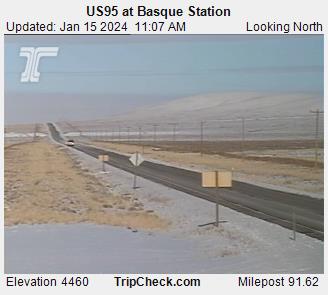 US95 at Basque Station
Updated: Jan 15 2024 11:07 AM Looking North
Elevation 4460 TripCheck.com Milepost 91.62